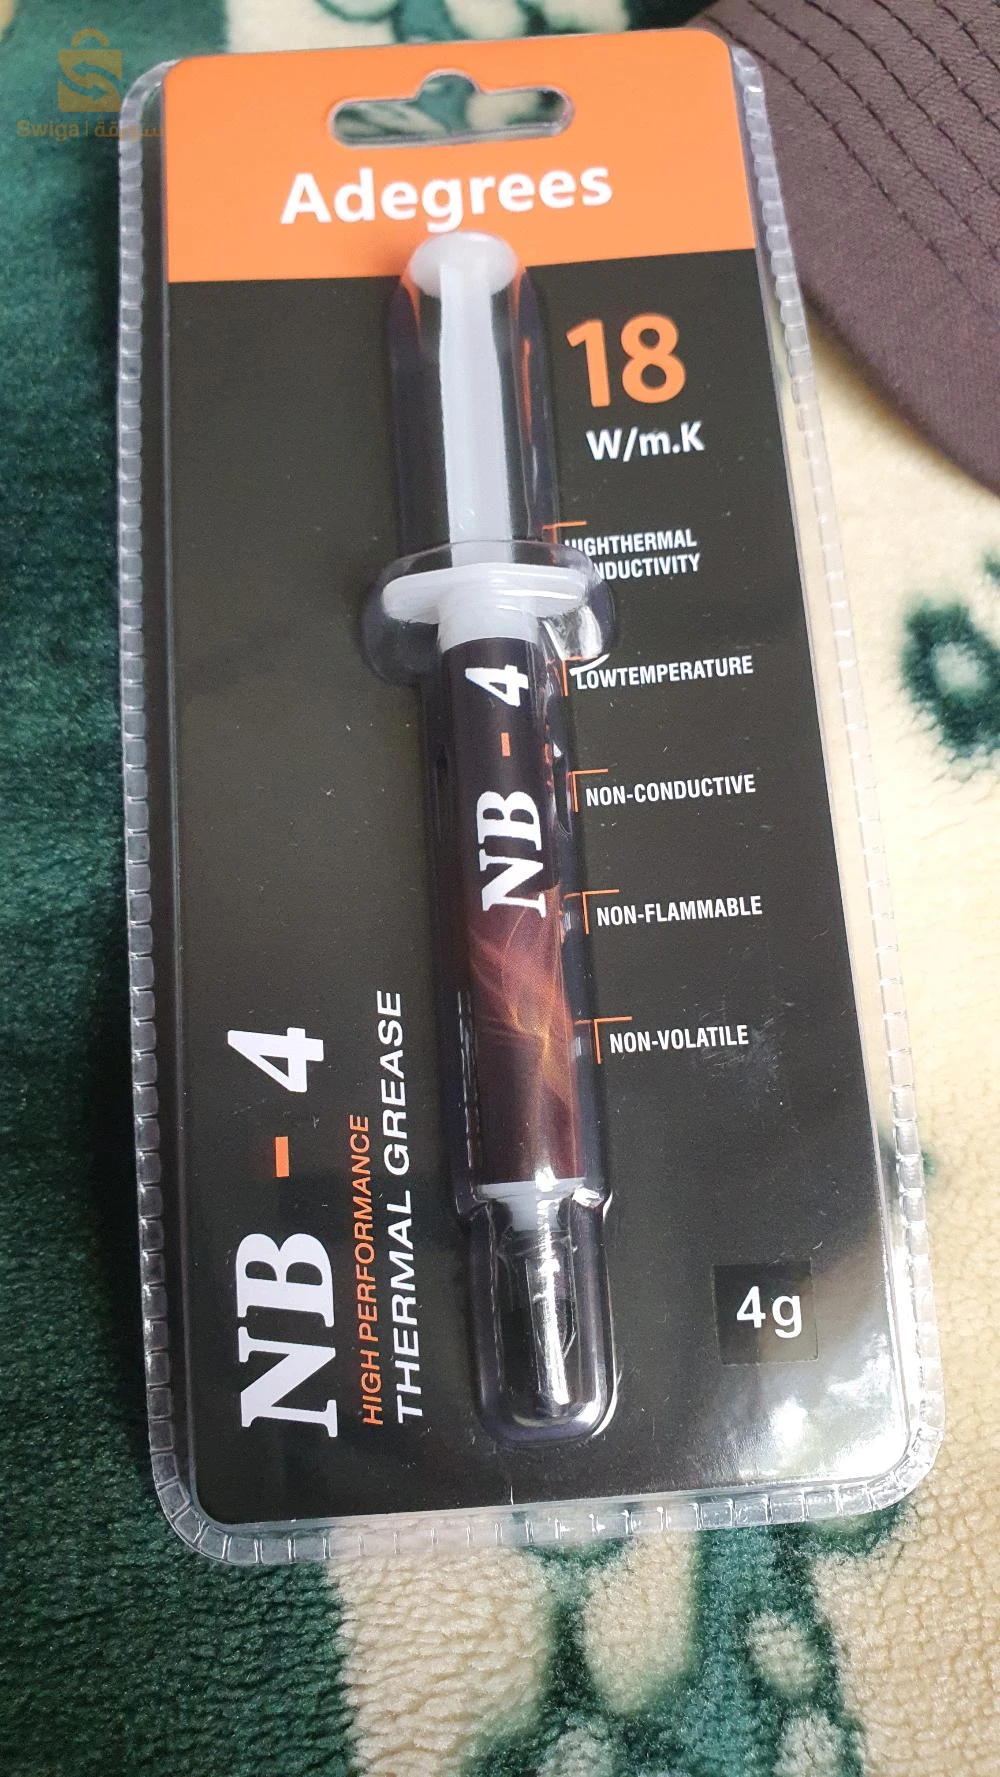 Swiga | سويقة
Adegrees
18
W/m.K
HIGHTHERMAL
CONDUCTIVITY
LOWTEMPERATURE
NON-CONDUCTIVE
NON-FLAMMABLE
NON-VOLATILE
NB - 4
NB - 4
HIGH PERFORMANCE
THERMAL GREASE
4g